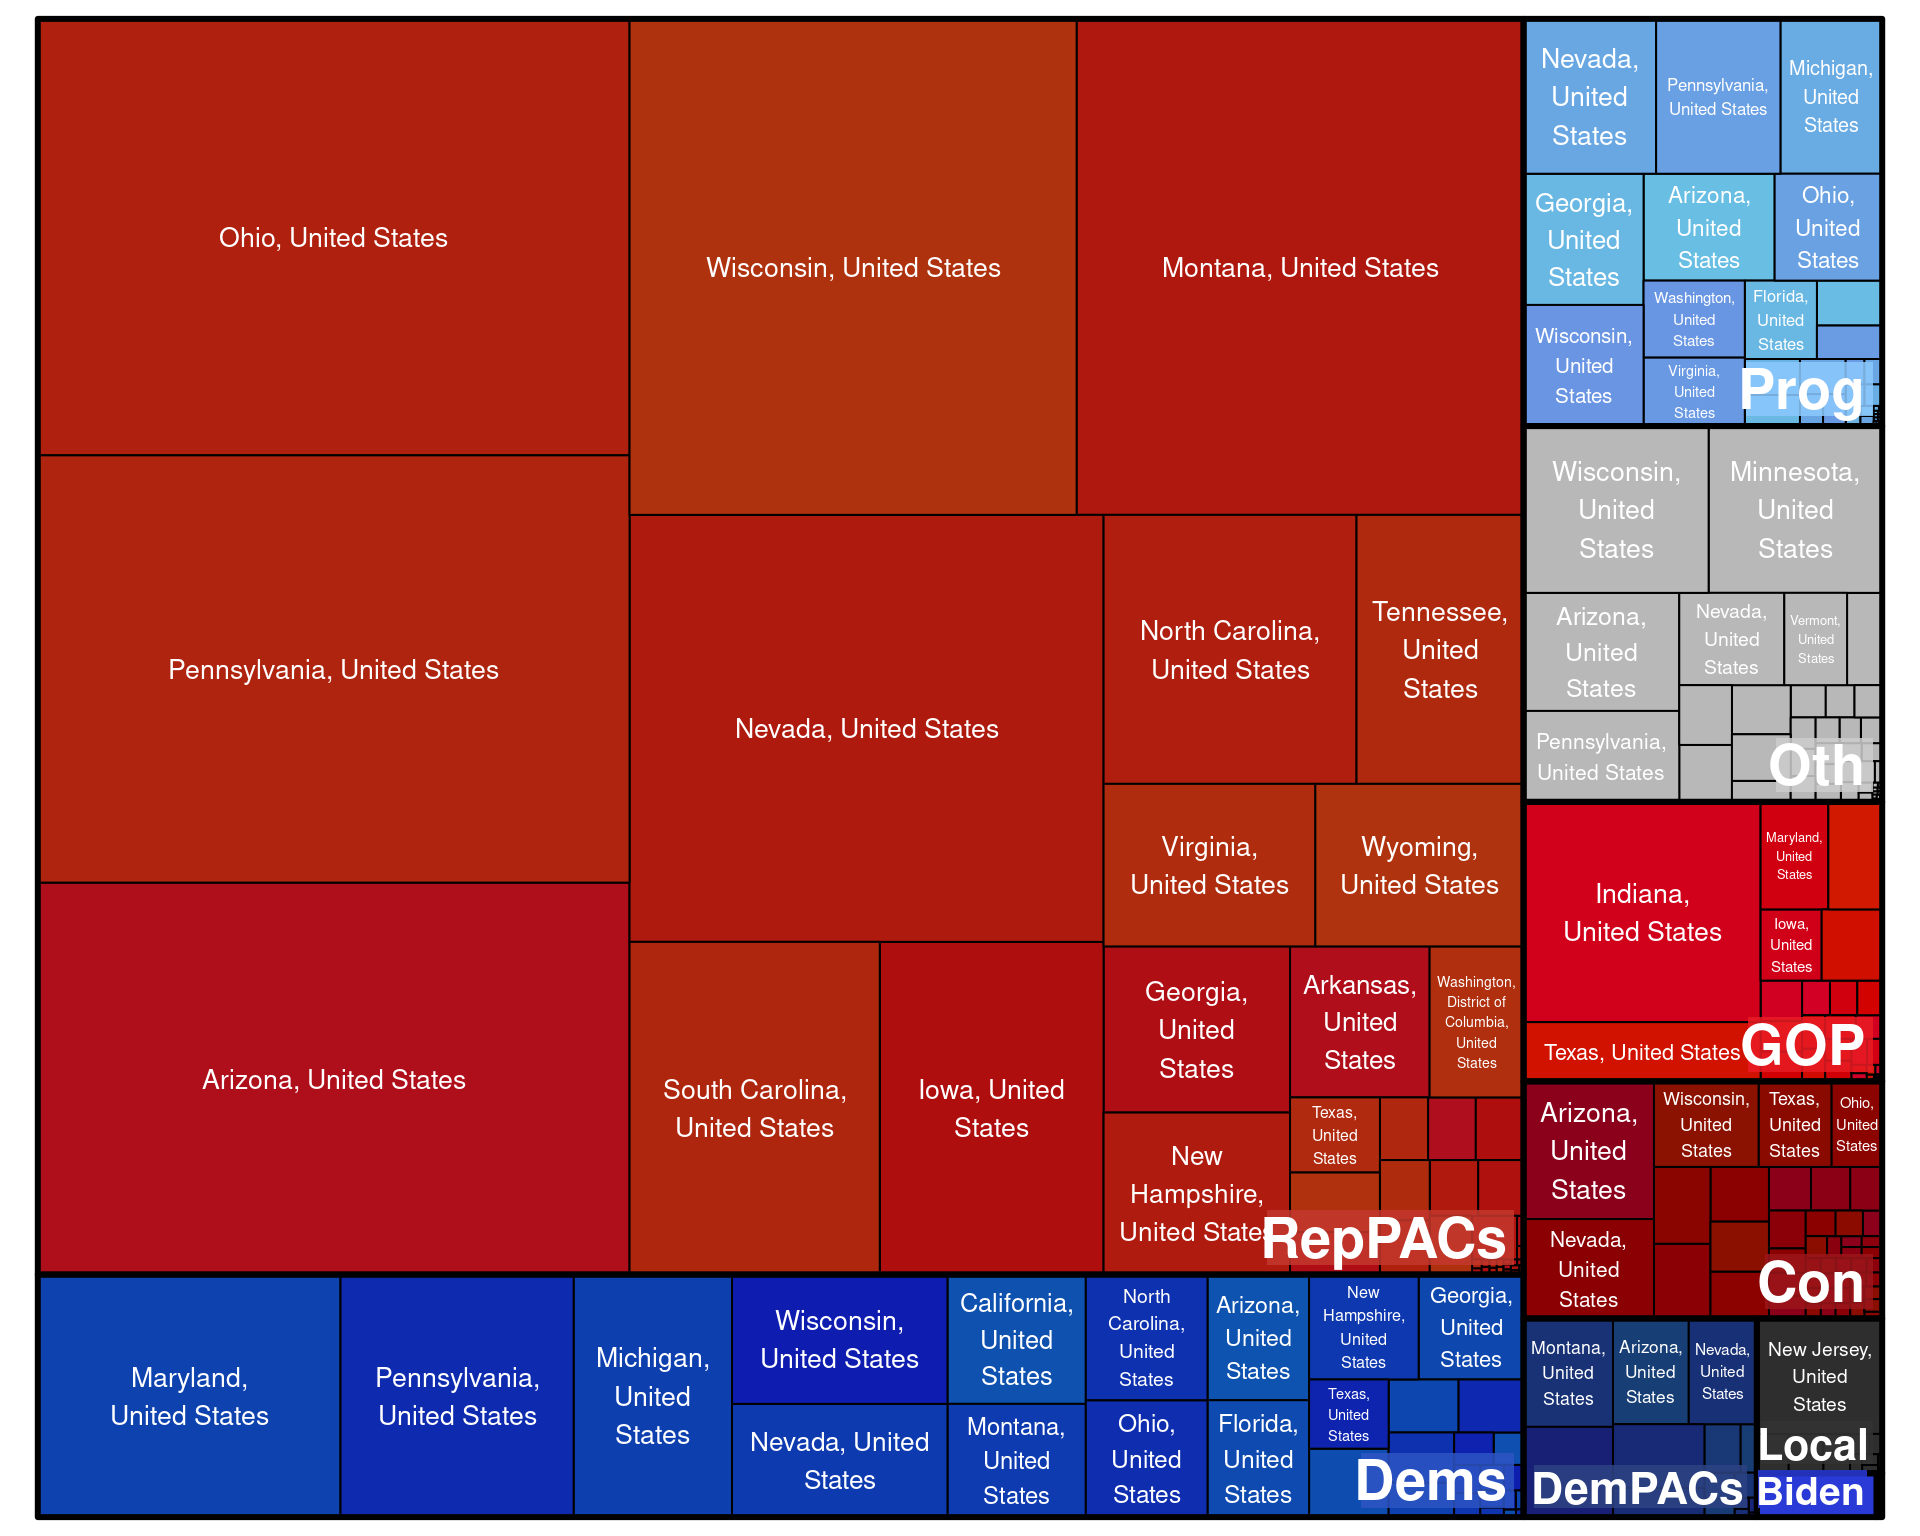 Ohio, United States
Pennsylvania, United States
Arizona, United States
Wisconsin, United States
Montana, United States
Nevada, United States
North Carolina,
United States
Tennessee,
United
States
Virginia,
United States
Wyoming,
United States
South Carolina,
United States
Iowa, United
States
Georgia,
United
States
Arkansas,
United
States
Washington,
District of
Columbia,
United
States
New
Hampshire,
United States
Texas,
United
States
RepPACs
Maryland,
United States
Pennsylvania,
United States
Michigan,
United
States
Wisconsin,
United States
Nevada, United
States
California,
United
States
Montana,
United
States
North
Carolina,
United
States
Ohio,
United
States
Arizona,
United
States
Florida,
United
States
New
Hampshire,
United
States
Georgia,
United
States
Texas,
United
States
Dems
Nevada,
United
States
Pennsylvania,
United States
Michigan,
United
States
Georgia,
United
States
Arizona,
United
States
Ohio,
United
States
Wisconsin,
United
States
Washington,
United
States
Florida,
United
States
Virginia,
United
States
Prog
Wisconsin,
United
States
Minnesota,
United
States
Arizona,
United
States
Nevada,
United
States
Vermont,
United
States
Pennsylvania,
United States
Oth
Indiana,
United States
Maryland,
United
States
Iowa,
United
States
Texas, United States
GOP
Arizona,
United
States
Wisconsin,
United
States
Texas,
United
States
Ohio,
United
States
Nevada,
United
States
Con
Montana,
United
States
Arizona,
United
States
Nevada,
United
States
DemPACs
New Jersey,
United
States
Local
Biden